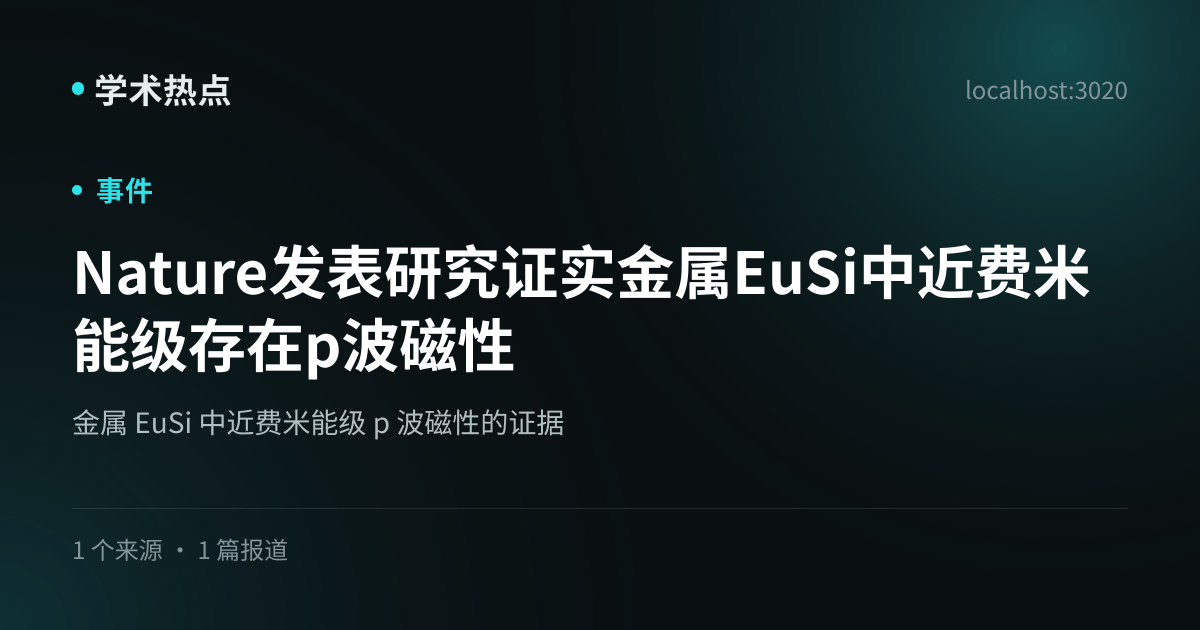 学术热点
localhost:3020
事件
Nature发表研究证实金属EuSi中近费米
能级存在p波磁性
金属 EuSi 中近费米能级 p 波磁性的证据
1 个来源 • 1 篇报道